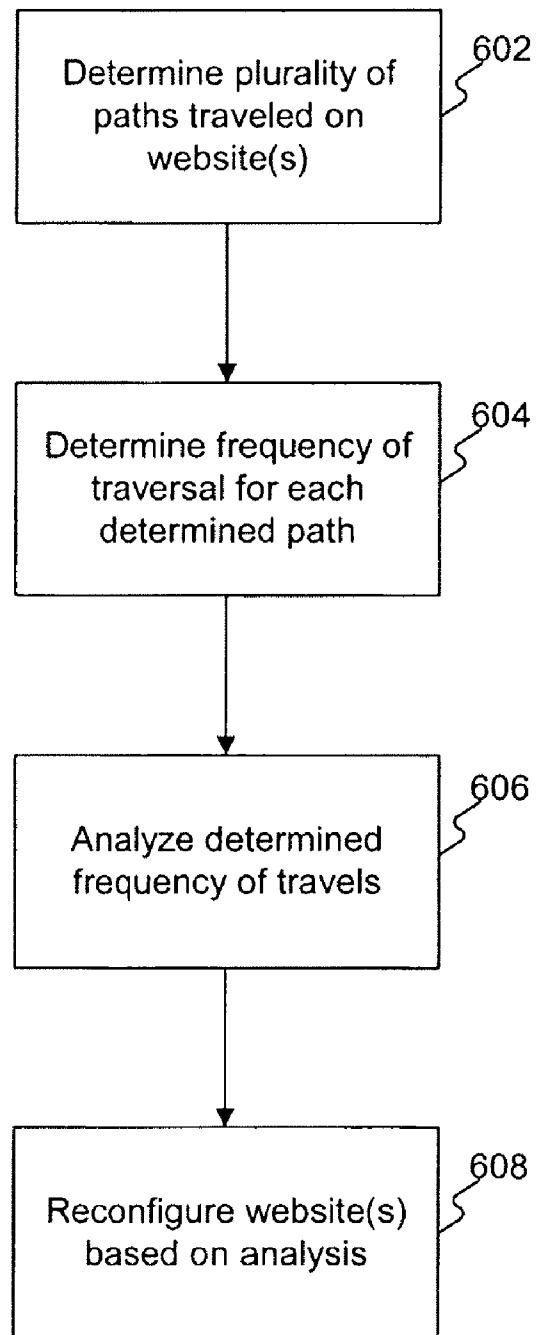 602
Determine plurality of
paths traveled on
website(s)
604
Determine frequency of
traversal for each
determined path
606
Analyze determined
frequency of travels
608
Reconfigure website(s)
based on analysis